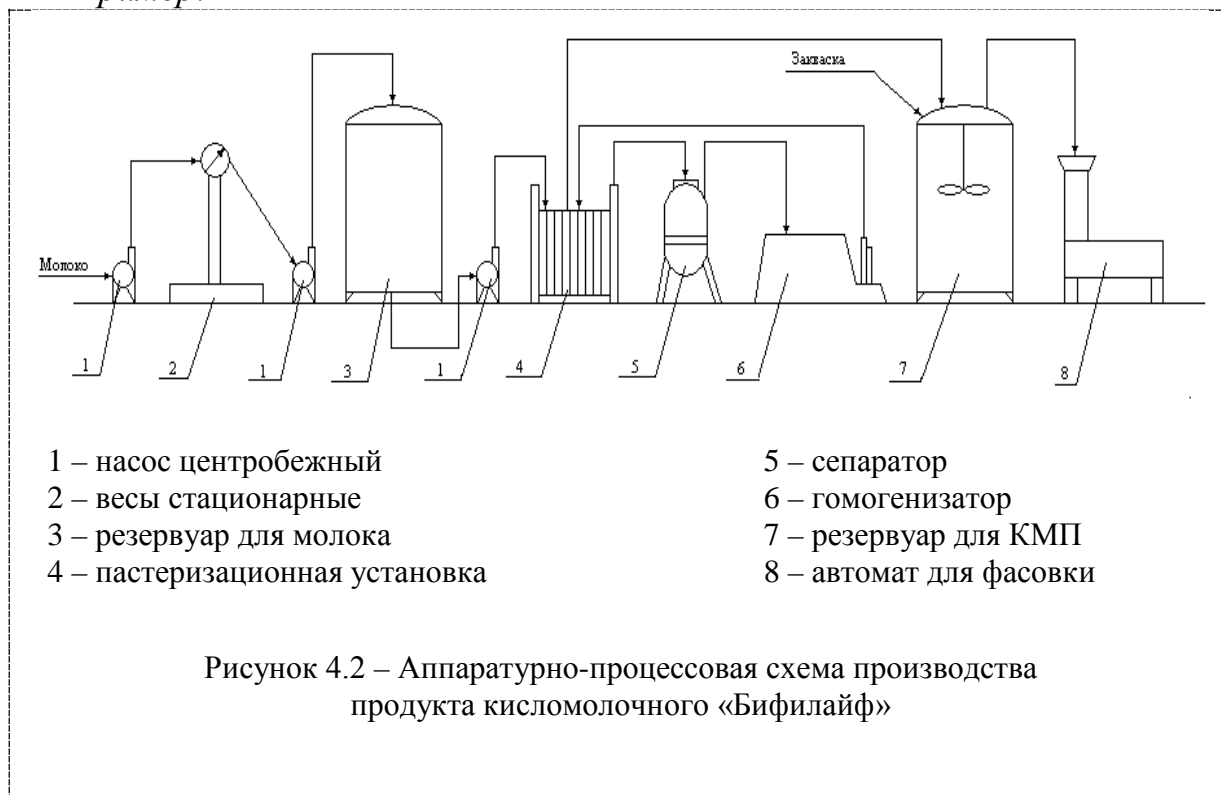 Закваска
Молоко
1 2 1 3 1 4 5 6 7 8
1 – насос центробежный
2 – весы стационарные
3 – резервуар для молока
4 – пастеризационная установка
5 – сепаратор
6 – гомогенизатор
7 – резервуар для КМП
8 – автомат для фасовки
Рисунок 4.2 – Аппаратурно-процессовая схема производства
продукта кисломолочного «Бифилайф»